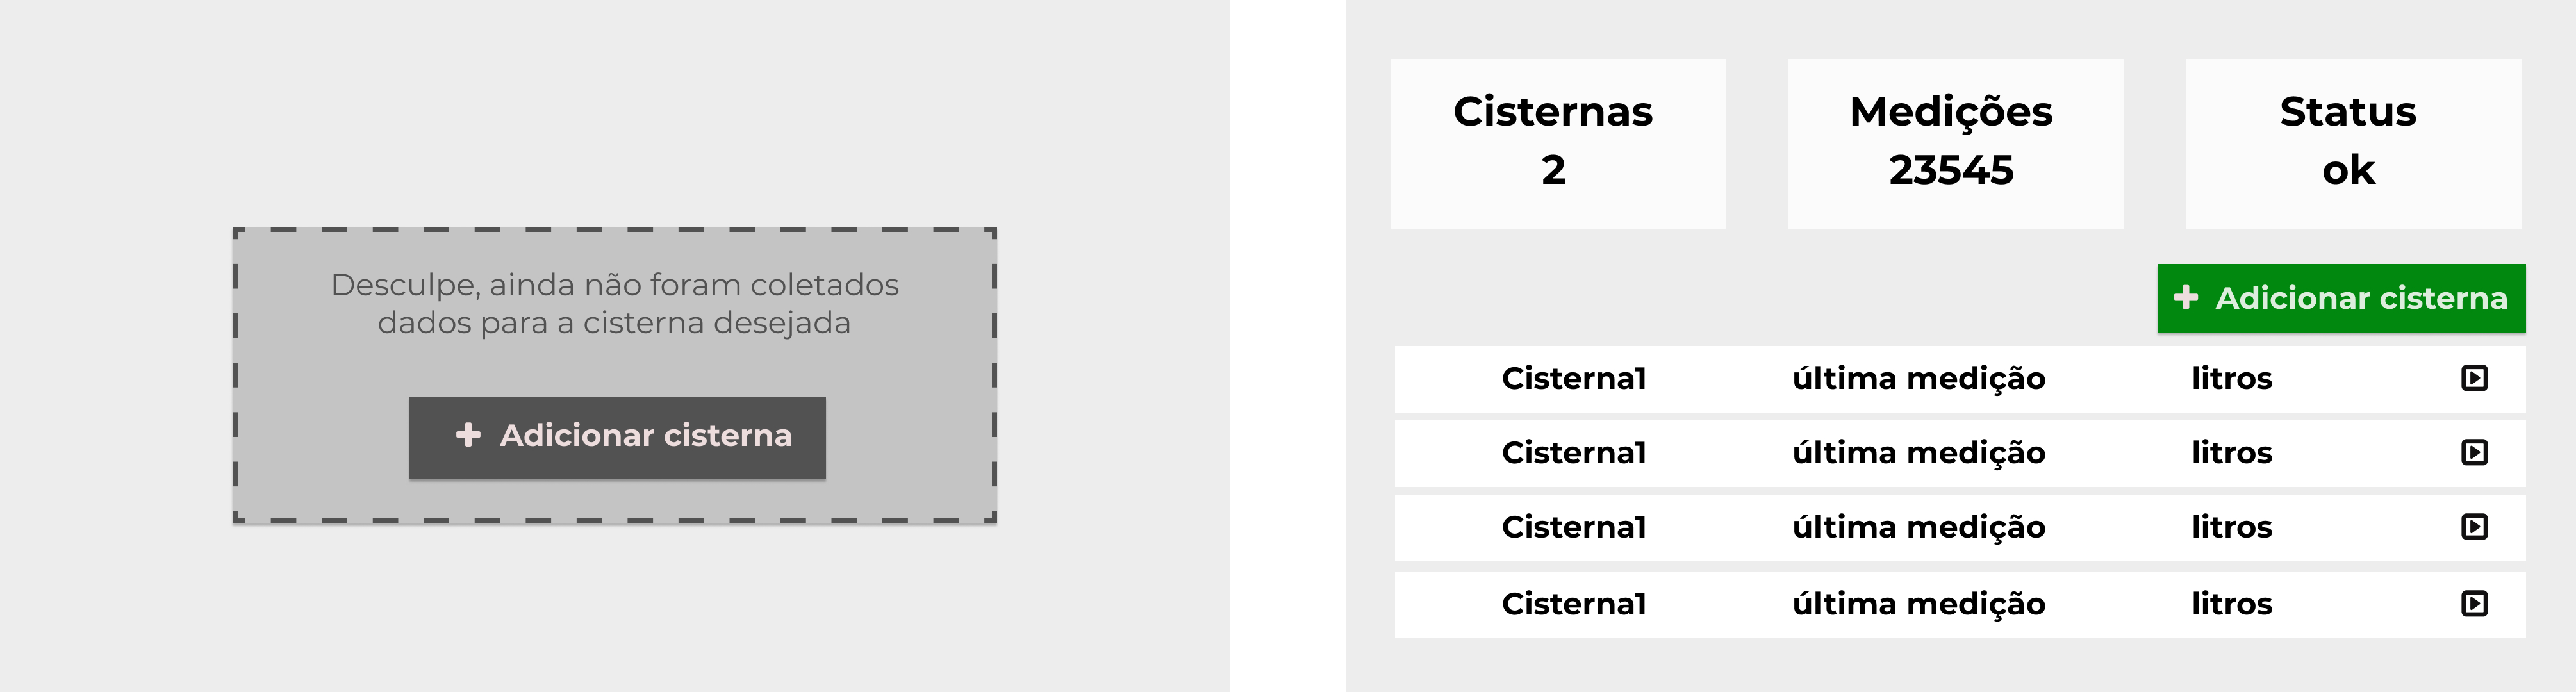 Desculpe, ainda não foram coletados
dados para a cisterna desejada
Adicionar cisterna
Cisternas
2
Medições
23545
Status
ok
Adicionar cisterna
Cisterna1 última medição litros
Cisterna1 última medição litros
Cisterna1 última medição litros
Cisterna1 última medição litros